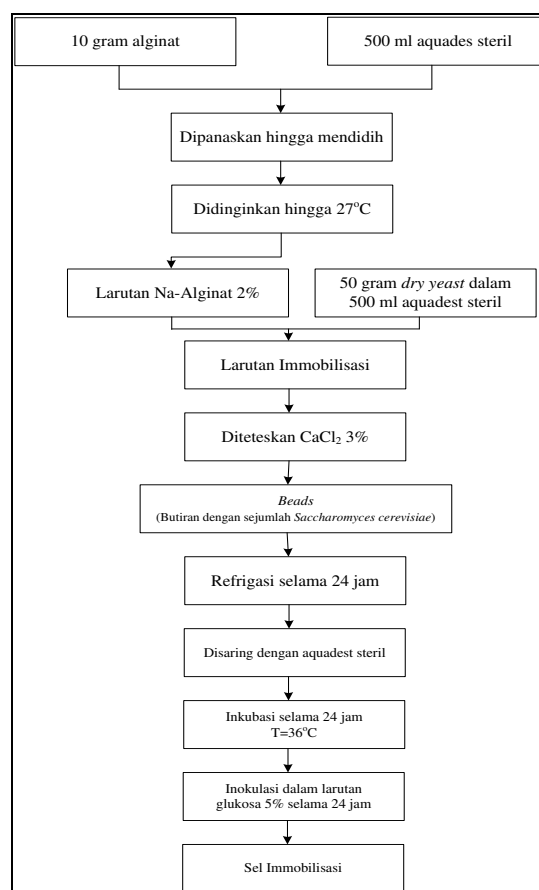 10 gram alginat
500 ml aquades steril
Dipanaskan hingga mendidih
Didinginkan hingga 27°C
Larutan Na-Alginat 2%
50 gram dry yeast dalam
500 ml aquadest steril
Larutan Immobilisasi
Diteteskan CaCl₂ 3%
Beads
(Butiran dengan sejumlah Saccharomyces cerevisiae)
Refrigasi selama 24 jam
Disaring dengan aquadest steril
Inkubasi selama 24 jam
T=36°C
Inokulasi dalam larutan
glukosa 5% selama 24 jam
Sel Immobilisasi